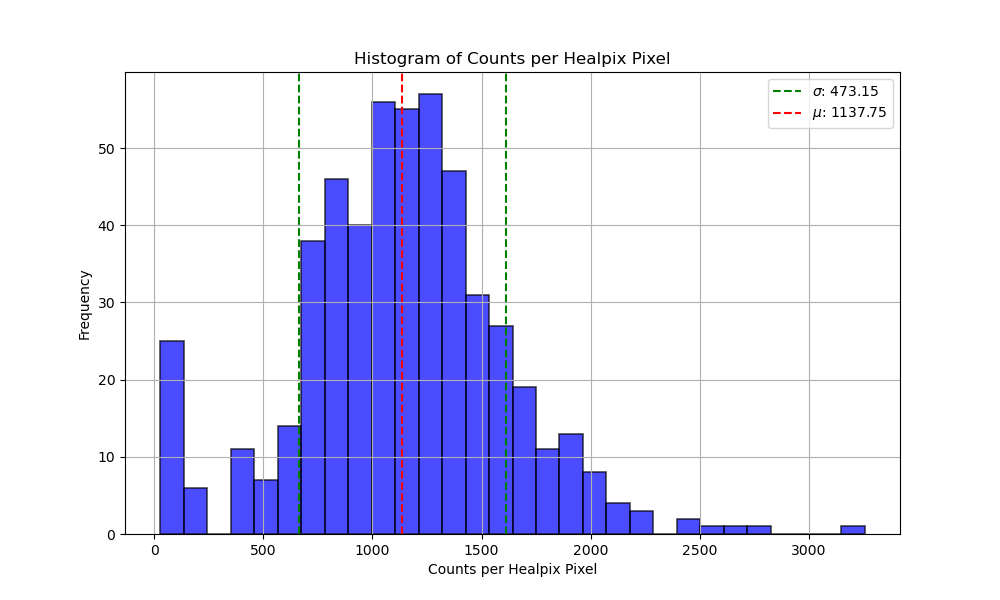 Histogram of Counts per Healpix Pixel
σ: 473.15
μ: 1137.75
Frequency
50
40
30
20
10
0
0 500 1000 1500 2000 2500 3000
Counts per Healpix Pixel